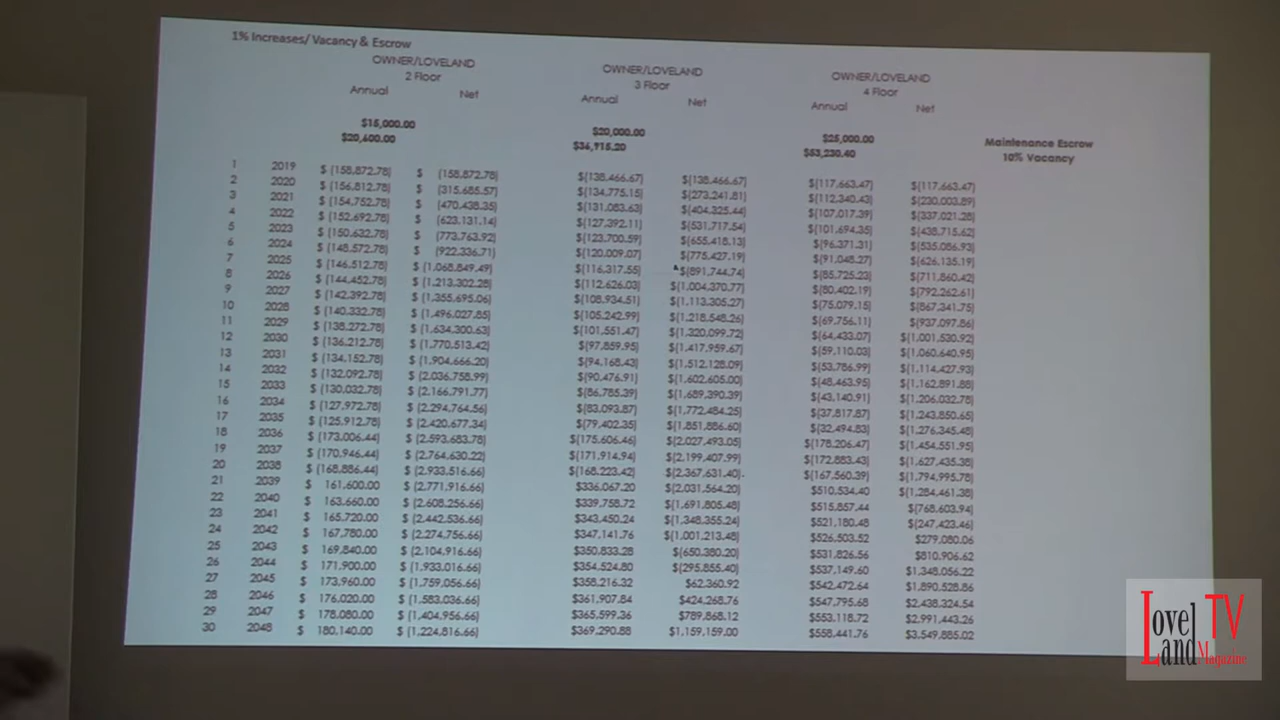 1% Increases/ Vacancy & Escrow
OWNER/LOVELAND OWNER/LOVELAND OWNER/LOVELAND
2 Floor 3 Floor 4 Floor
Annual Net Annual Net Annual Net
$15,000.00 $20,000.00 $25,000.00 Maintenance Escrow
$20,600.00 $36,915.20 $53,230.40 10% Vacancy
1 2019 $ (158,872.78) $ (158,872.78) $(138,466.67) $(138,466.67) $(117,663.47) $(117,663.47)
2 2020 $ (156,812.78) $ (315,685.57) $(134,775.15) $(273,241.81) $(112,340.43) $(230,003.89)
3 2021 $ (154,752.78) $ (470,438.35) $(131,083.63) $(404,325.44) $(107,017.39) $(337,021.28)
4 2022 $ (152,692.78) $ (623,131.14) $(127,392.11) $(531,717.54) $(101,694.35) $(438,715.62)
5 2023 $ (150,632.78) $ (773,763.92) $(123,700.59) $(655,418.13) $(96,371.31) $(535,086.93)
6 2024 $ (148,572.78) $ (922,336.71) $(120,009.07) $(775,427.19) $(91,048.27) $(626,135.19)
7 2025 $ (146,512.78) $ (1,068,849.49) $(116,317.55) $(891,744.74) $(85,725.23) $(711,860.42)
8 2026 $ (144,452.78) $ (1,213,302.28) $(112,626.03) $(1,004,370.77) $(80,402.19) $(792,262.61)
9 2027 $ (142,392.78) $ (1,355,695.06) $(108,934.51) $(1,113,305.27) $(75,079.15) $(867,341.75)
10 2028 $ (140,332.78) $ (1,496,027.85) $(105,242.99) $(1,218,548.26) $(69,756.11) $(937,097.86)
11 2029 $ (138,272.78) $ (1,634,300.63) $(101,551.47) $(1,320,099.72) $(64,433.07) $(1,001,530.92)
12 2030 $ (136,212.78) $ (1,770,513.42) $(97,859.95) $(1,417,959.67) $(59,110.03) $(1,060,640.95)
13 2031 $ (134,152.78) $ (1,904,666.20) $(94,168.43) $(1,512,128.09) $(53,786.99) $(1,114,427.93)
14 2032 $ (132,092.78) $ (2,036,758.99) $(90,476.91) $(1,602,605.00) $(48,463.95) $(1,162,891.88)
15 2033 $ (130,032.78) $ (2,166,791.77) $(86,785.39) $(1,689,390.39) $(43,140.91) $(1,206,032.78)
16 2034 $ (127,972.78) $ (2,294,764.56) $(83,093.87) $(1,772,484.25) $(37,817.87) $(1,243,850.65)
17 2035 $ (125,912.78) $ (2,420,677.34) $(79,402.35) $(1,851,886.60) $(32,494.83) $(1,276,345.48)
18 2036 $ (173,006.44) $ (2,593,683.78) $(175,606.46) $(2,027,493.05) $(178,206.47) $(1,454,551.95)
19 2037 $ (170,946.44) $ (2,764,630.22) $(171,914.94) $(2,199,407.99) $(172,883.43) $(1,627,435.38)
20 2038 $ (168,886.44) $ (2,933,516.66) $(168,223.42) $(2,367,631.40) $(167,560.39) $(1,794,995.78)
21 2039 $ 161,600.00 $ (2,771,916.66) $336,067.20 $(2,031,564.20) $510,534.40 $(1,284,461.38)
22 2040 $ 163,660.00 $ (2,608,256.66) $339,758.72 $(1,691,805.48) $515,857.44 $(768,603.94)
23 2041 $ 165,720.00 $ (2,442,536.66) $343,450.24 $(1,348,355.24) $521,180.48 $(247,423.46)
24 2042 $ 167,780.00 $ (2,274,756.66) $347,141.76 $(1,001,213.48) $526,503.52 $279,080.06
25 2043 $ 169,840.00 $ (2,104,916.66) $350,833.28 $(650,380.20) $531,826.56 $810,906.62
26 2044 $ 171,900.00 $ (1,933,016.66) $354,524.80 $(295,855.40) $537,149.60 $1,348,056.22
27 2045 $ 173,960.00 $ (1,759,056.66) $358,216.32 $62,360.92 $542,472.64 $1,890,528.86
28 2046 $ 176,020.00 $ (1,583,036.66) $361,907.84 $424,268.76 $547,795.68 $2,438,324.54
29 2047 $ 178,080.00 $ (1,404,956.66) $365,599.36 $789,868.12 $553,118.72 $2,991,443.26
30 2048 $ 180,140.00 $ (1,224,816.66) $369,290.88 $1,159,159.00 $558,441.76 $3,549,885.02
Loveland TV
Magazine